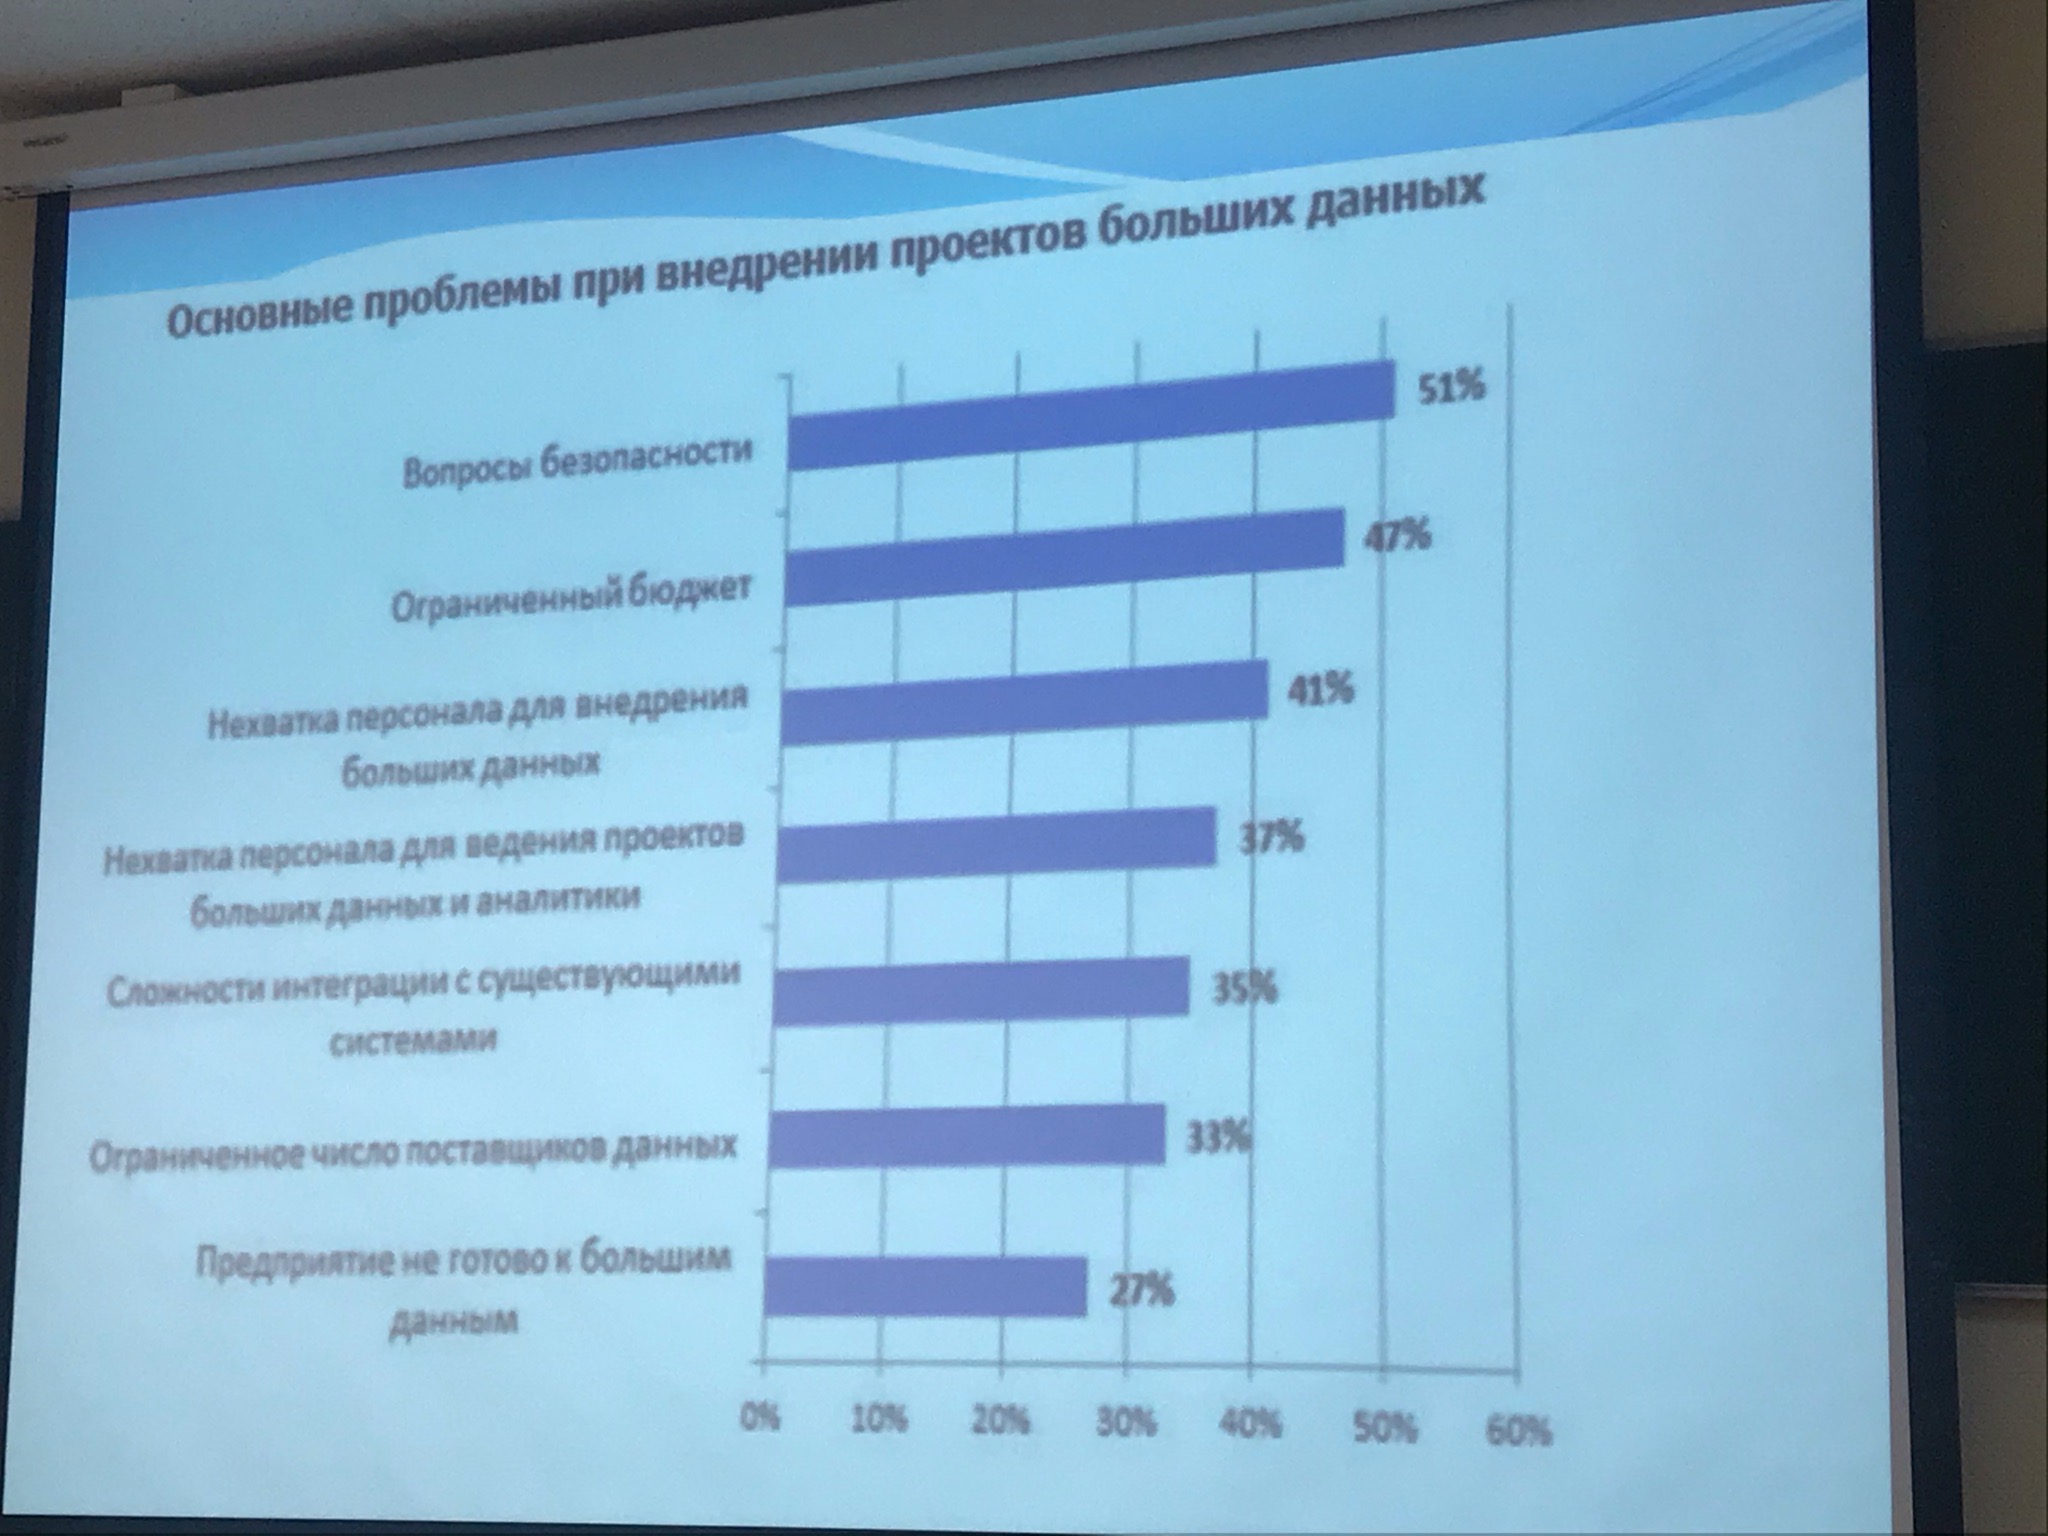 Основные проблемы при внедрении проектов больших данных
Вопросы безопасности
51%
Ограниченный бюджет
47%
Нехватка персонала для внедрения
больших данных
41%
Нехватка персонала для ведения проектов
больших данных и аналитики
37%
Сложности интеграции с существующими
системами
35%
Ограниченное число поставщиков данных
33%
Предприятие не готово к большим
данным
27%
0% 10% 20% 30% 40% 50% 60%